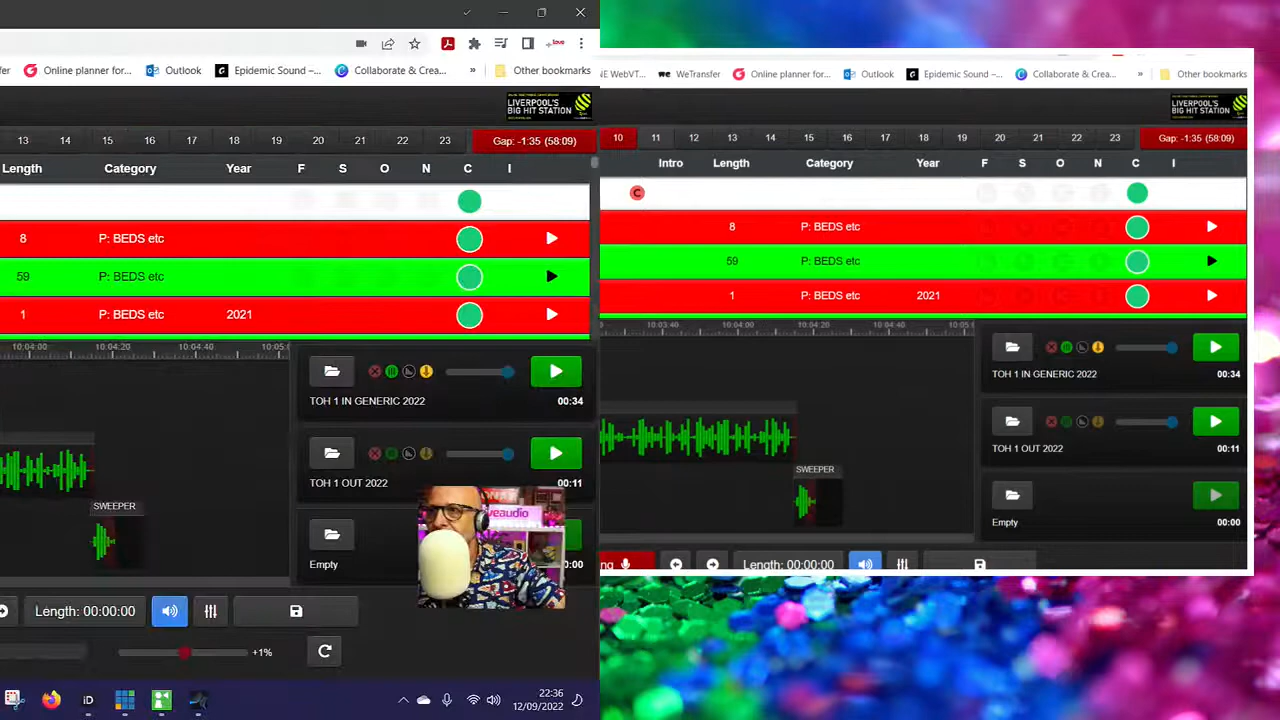 Online planner for...
Outlook
Epidemic Sound –...
Collaborate & Crea...
»
Other bookmarks
LIVERPOOL'S
BIG HIT STATION
13 14 15 16 17 18 19 20 21 22 23 Gap: -1:35 (58:09)
Length Category Year F S O N C I
8 P: BEDS etc
59 P: BEDS etc
1 P: BEDS etc 2021
10:04:00 10:04:20 10:04:40
TOH 1 IN GENERIC 2022 00:34
SWEEPER
TOH 1 OUT 2022 00:11
Empty
Length: 00:00:00
+1%
22:36
12/09/2022
WeTransfer
Online planner for...
Outlook
Epidemic Sound –...
Collaborate & Crea...
»
Other bookmarks
LIVERPOOL'S
BIG HIT STATION
10 11 12 13 14 15 16 17 18 19 20 21 22 23 Gap: -1:35 (58:09)
Intro Length Category Year F S O N C I
C
8 P: BEDS etc
59 P: BEDS etc
1 P: BEDS etc 2021
10:03:40 10:04:00 10:04:20 10:04:40
TOH 1 IN GENERIC 2022 00:34
TOH 1 OUT 2022 00:11
SWEEPER
Empty 00:00
Length: 00:00:00